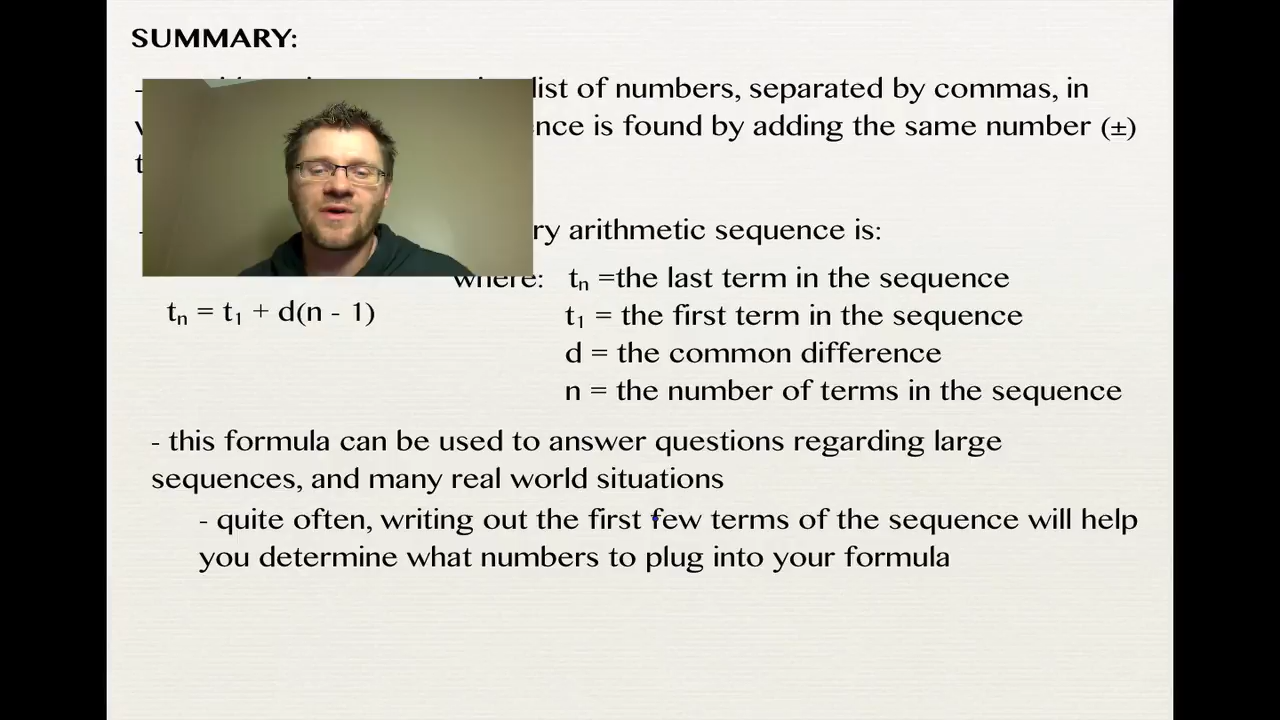 SUMMARY:
- list of numbers, separated by commas, in
is found by adding the same number (±)
arithmetic sequence is:
where: tₙ =the last term in the sequence
tₙ = t₁ + d(n - 1)
t₁ = the first term in the sequence
d = the common difference
n = the number of terms in the sequence
- this formula can be used to answer questions regarding large
sequences, and many real world situations
- quite often, writing out the first few terms of the sequence will help
you determine what numbers to plug into your formula